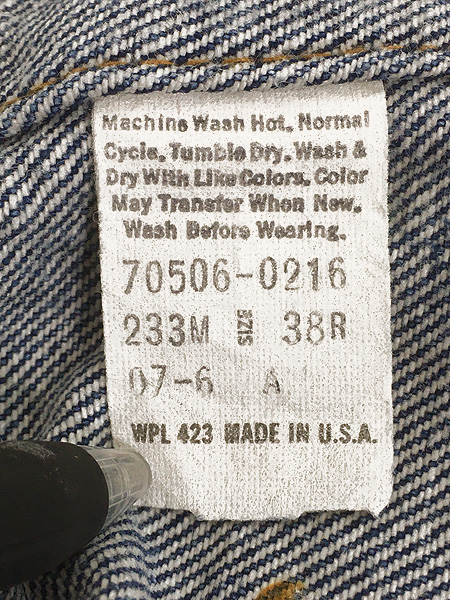 Machine Wash Hot, Normal
Cycle, Tumble Dry. Wash &
Dry With Like Colors. Color
May Transfer When New.
Wash Before Wearing.
70506-0216
233M SIZE 38R
07-6 A
WPL 423 MADE IN U.S.A.